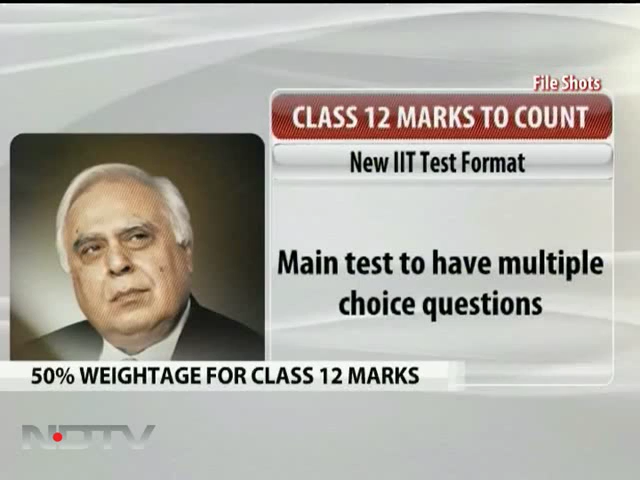 File Shots
CLASS 12 MARKS TO COUNT
New IIT Test Format
Main test to have multiple
choice questions
50% WEIGHTAGE FOR CLASS 12 MARKS
NDTV